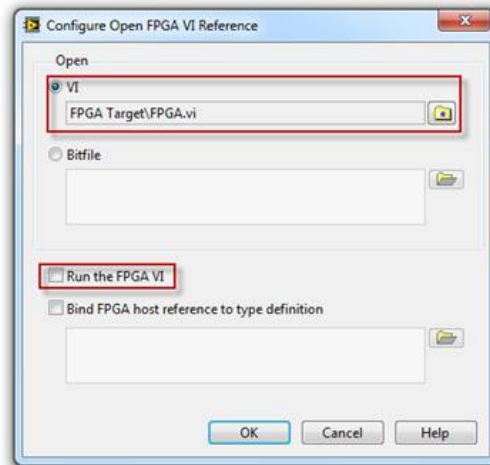 Configure Open FPGA VI Reference
Open
VI
FPGA Target\FPGA.vi
Bitfile
Run the FPGA VI
Bind FPGA host reference to type definition
OK Cancel Help